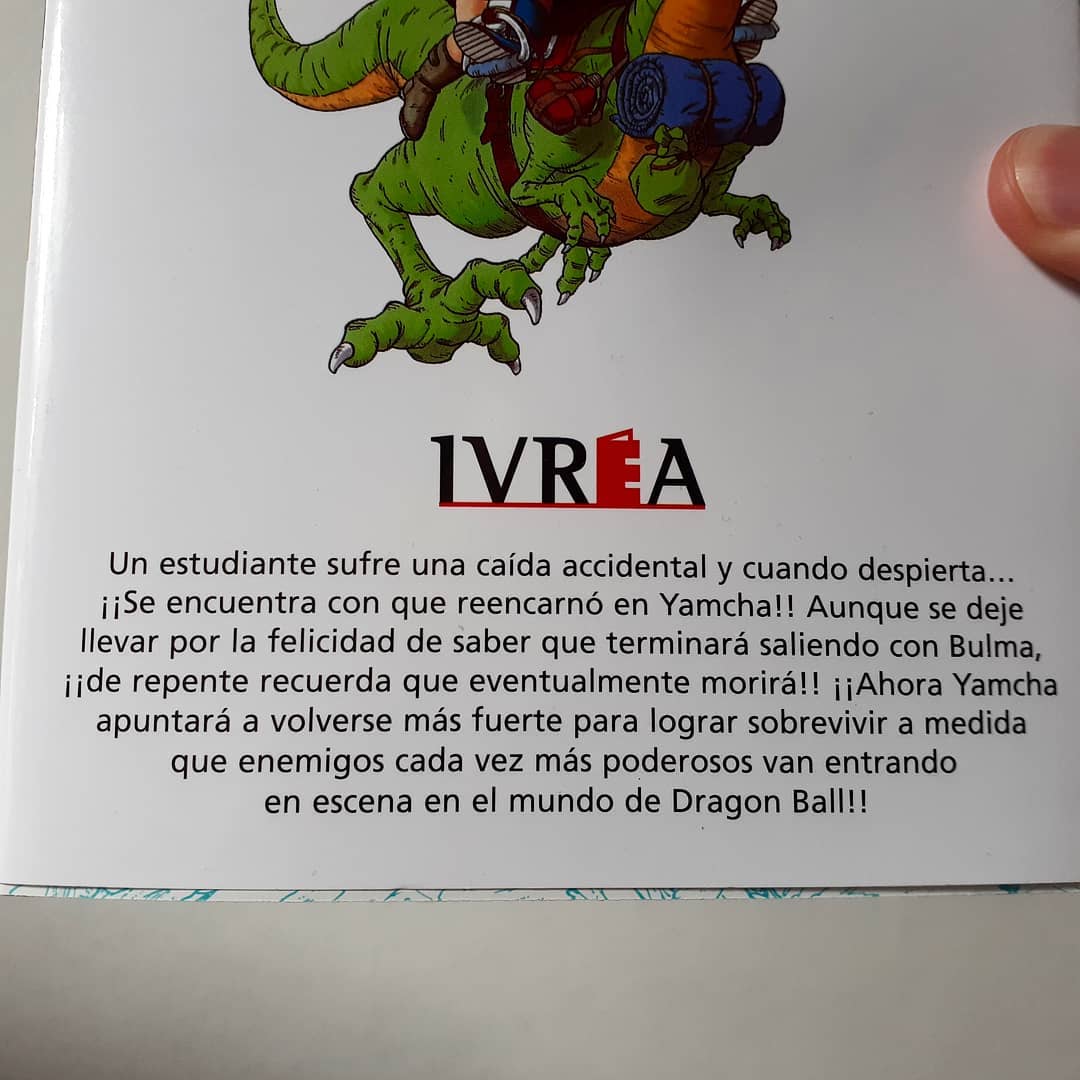 IVREA
Un estudiante sufre una caída accidental y cuando despierta...
¡¡Se encuentra con que reencarnó en Yamcha!! Aunque se deje
llevar por la felicidad de saber que terminará saliendo con Bulma,
¡¡de repente recuerda que eventualmente morirá!! ¡¡Ahora Yamcha
apuntará a volverse más fuerte para lograr sobrevivir a medida
que enemigos cada vez más poderosos van entrando
en escena en el mundo de Dragon Ball!!